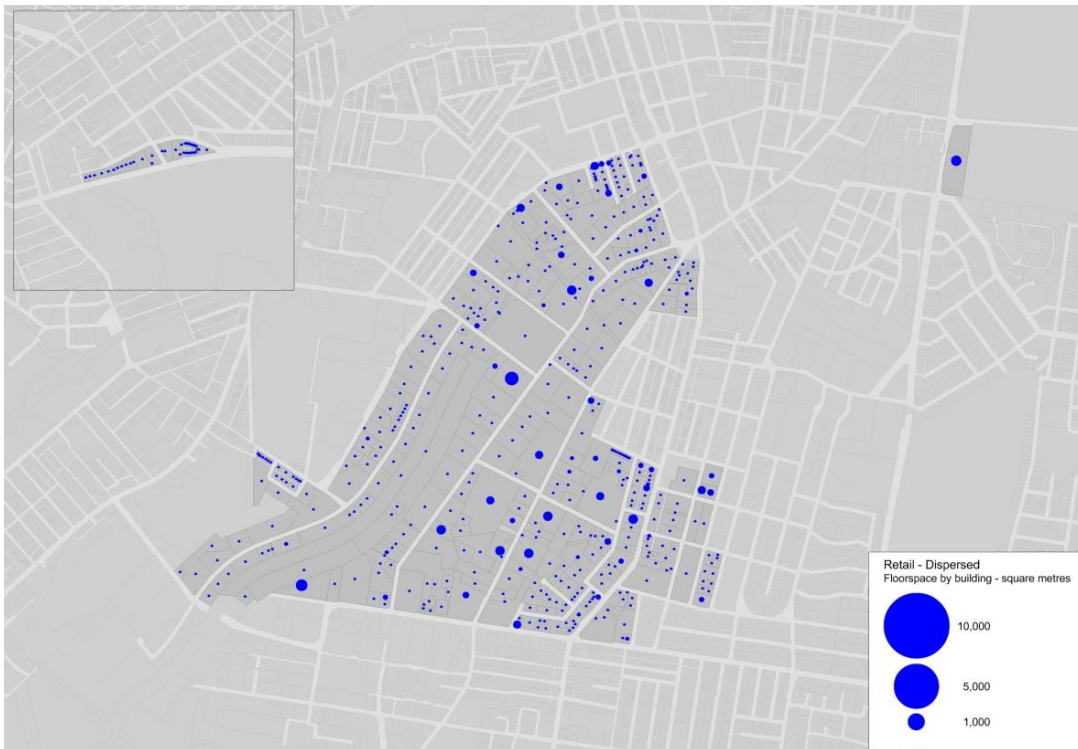 Retail - Dispersed
Floorspace by building - square metres
10,000
5,000
1,000